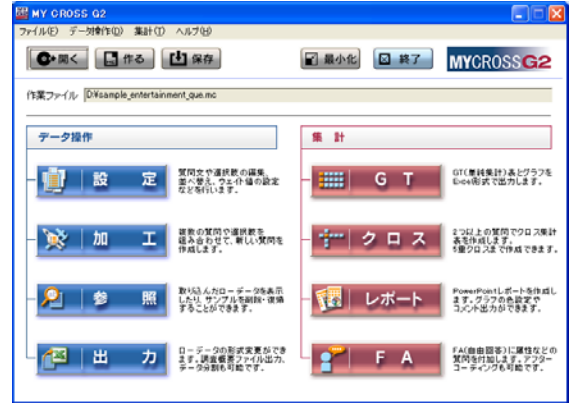 MY CROSS G2
ファイル(F) データ操作(D) 集計(T) ヘルプ(H)
開く 作る 保存 最小化 終了 MYCROSSG2
作業ファイル D:¥sample_entertainment_que.mc
データ操作
設 定
質問文や選択肢の編集、
並べ替え、ウェイト値の設定
などを行います。
加 工
複数の質問や選択肢を
組み合わせて、新しい質問を
作成します。
参 照
取り込んだローデータを表示
したり、サンプルを削除・復帰
することができます。
出 力
ローデータの形式変更ができ
ます。調査概要ファイル出力、
データ分割も可能です。
集 計
G T
GT(単純集計)表とグラフを
Excel形式で出力します。
クロス
2つ以上の質問でクロス集計
表を作成します。
5重クロスまで作成できます。
レポート
PowerPointレポートを作成し
ます。グラフの色設定や
コメント出力ができます。
F A
FA(自由回答)に属性などの
質問を付加します。アフター
コーディングも可能です。